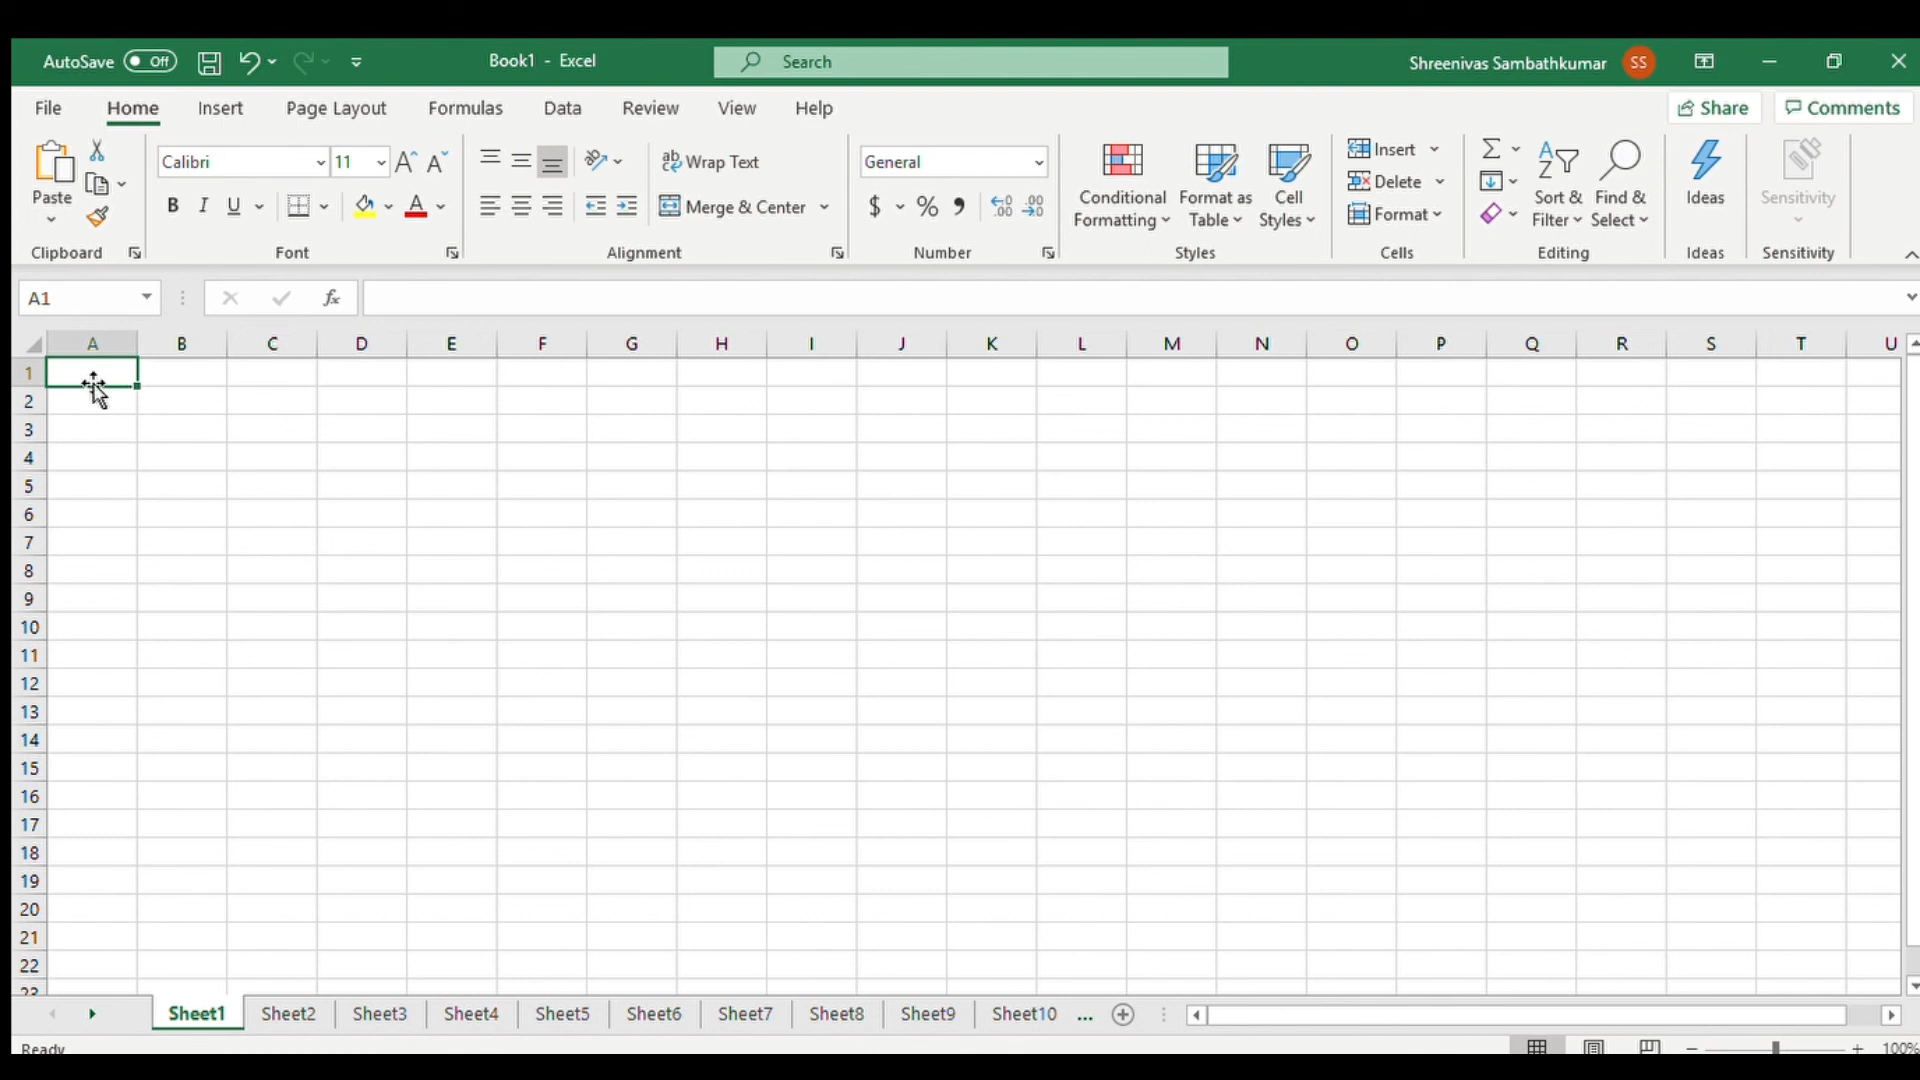 AutoSave Off Book1 - Excel Search Shreenivas Sambathkumar SS
File Home Insert Page Layout Formulas Data Review View Help Share Comments
Paste
Clipboard
Calibri 11
B I U A
Font
ab Wrap Text
Merge & Center
Alignment
General
$ % 9 .00 .00
Number
Conditional Formatting
Format as Table
Cell Styles
Styles
Insert
Delete
Format
Cells
Sort & Filter
Find & Select
Editing
Ideas
Ideas
Sensitivity
Sensitivity
A1 fx
A B C D E F G H I J K L M N O P Q R S T U
1
2
3
4
5
6
7
8
9
10
11
12
13
14
15
16
17
18
19
20
21
22
23
Sheet1 Sheet2 Sheet3 Sheet4 Sheet5 Sheet6 Sheet7 Sheet8 Sheet9 Sheet10 ...
Ready 100%